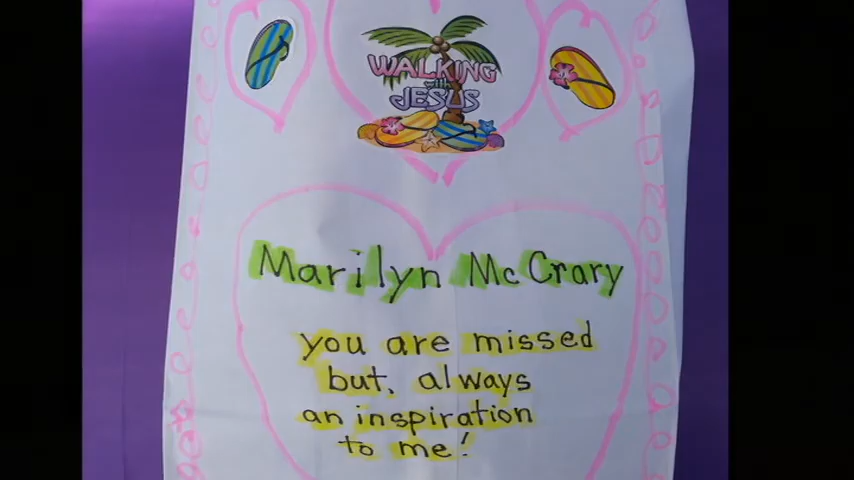 WALKING
with
JESUS
Marilyn McCrary
you are missed
but, always
an inspiration
to me!